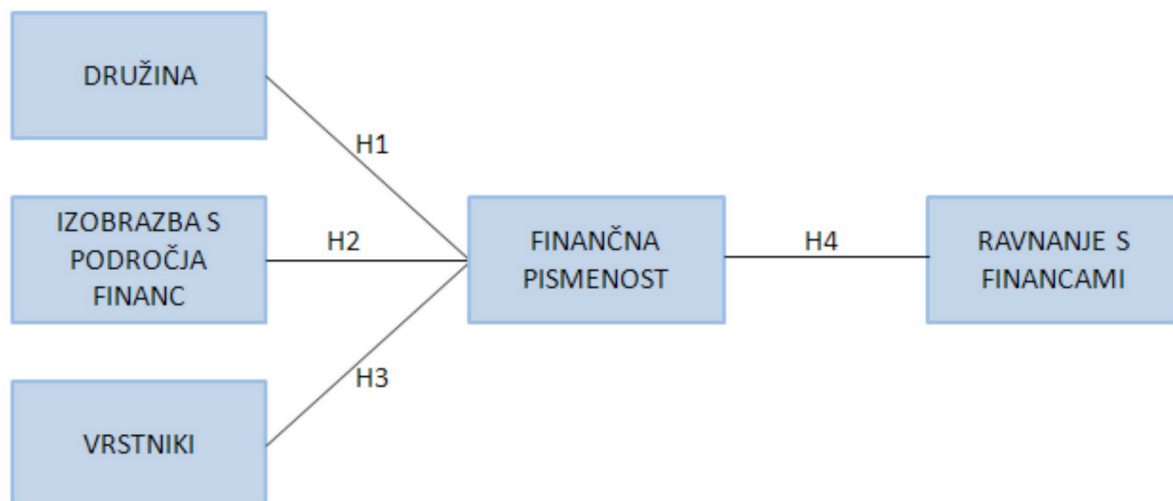 DRUŽINA
H1
IZOBRAZBA S
PODROČJA
FINANC
H2
FINANČNA
PISMENOST
H4
RAVNANJE S
FINANCAMI
H3
VRSTNIKI